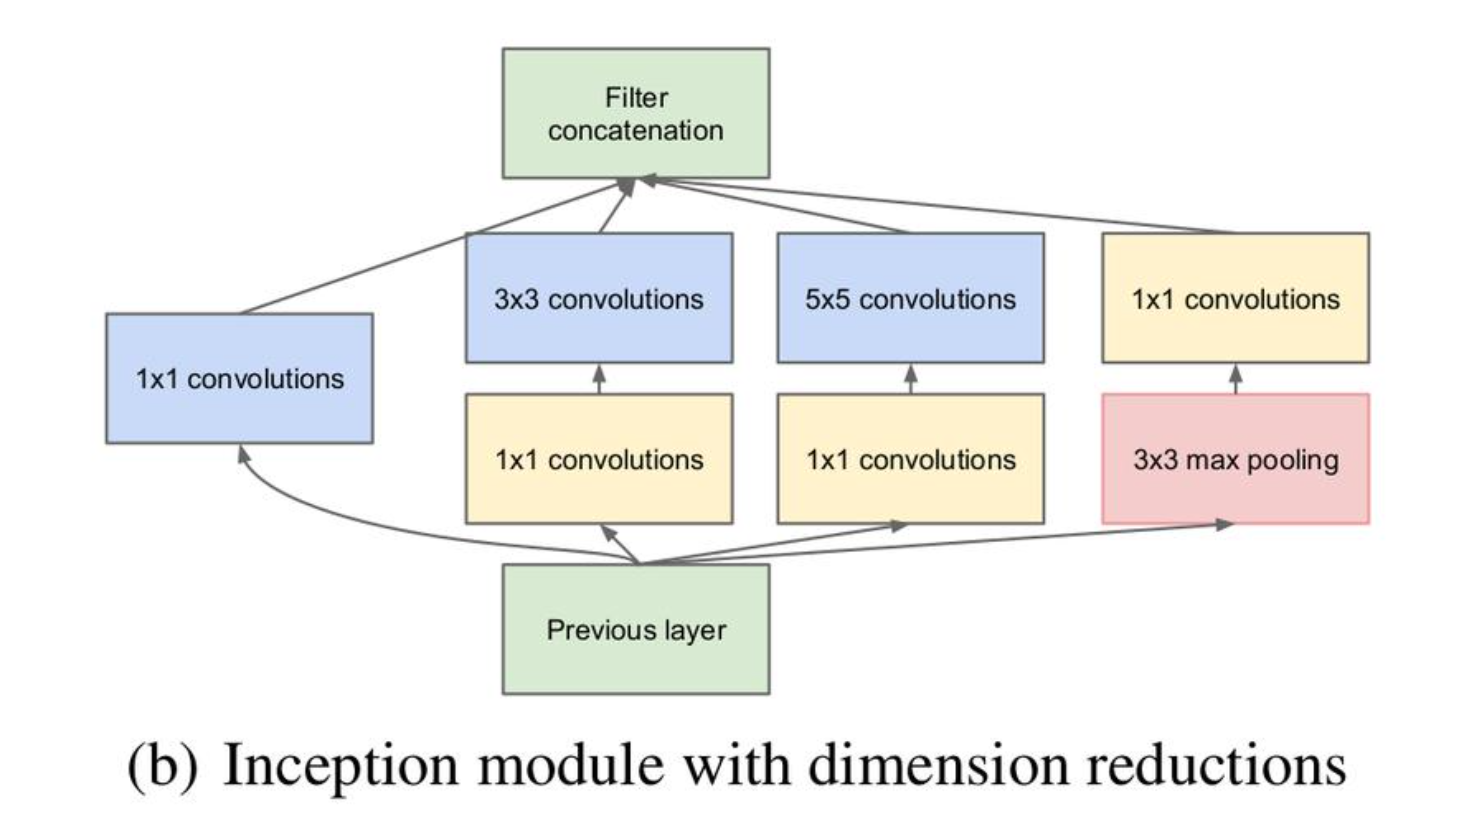 Filter
concatenation
3x3 convolutions
5x5 convolutions
1x1 convolutions
1x1 convolutions
1x1 convolutions
1x1 convolutions
3x3 max pooling
Previous layer
(b) Inception module with dimension reductions